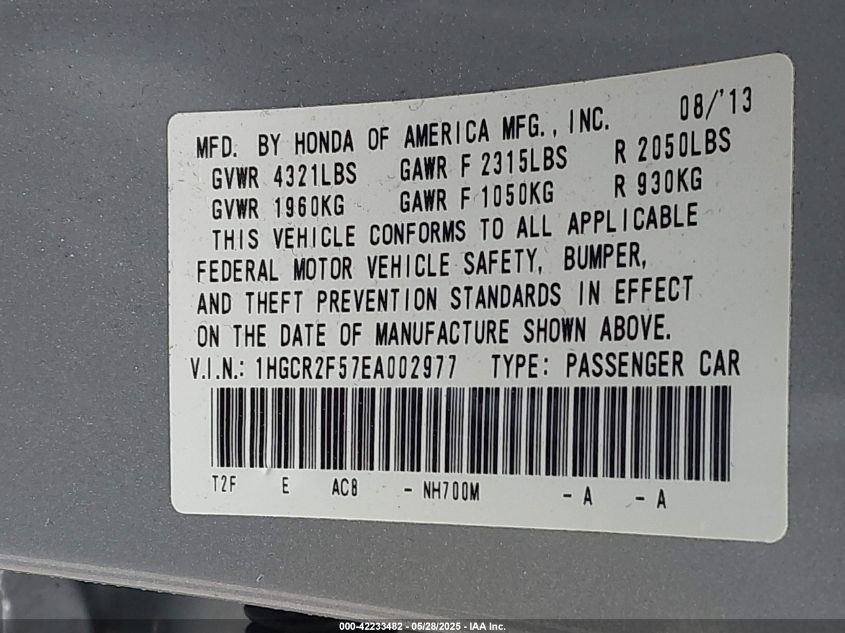 08/'13
MFD. BY HONDA OF AMERICA MFG., INC.
GVWR 4321LBS GAWR F 2315LBS R 2050LBS
GVWR 1960KG GAWR F 1050KG R 930KG
THIS VEHICLE CONFORMS TO ALL APPLICABLE
FEDERAL MOTOR VEHICLE SAFETY, BUMPER,
AND THEFT PREVENTION STANDARDS IN EFFECT
ON THE DATE OF MANUFACTURE SHOWN ABOVE.
V.I.N.: 1HGCR2F57EA002977 TYPE: PASSENGER CAR
T2F E AC8 - NH700M - A - A
000-42233482 - 05/28/2025 - IAA Inc.